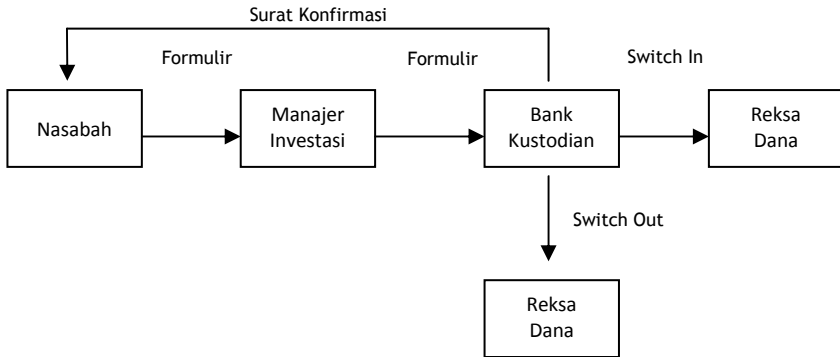 Surat Konfirmasi
Formulir
Formulir
Switch In
Nasabah
Manajer
Investasi
Bank
Kustodian
Reksa
Dana
Switch Out
Reksa
Dana